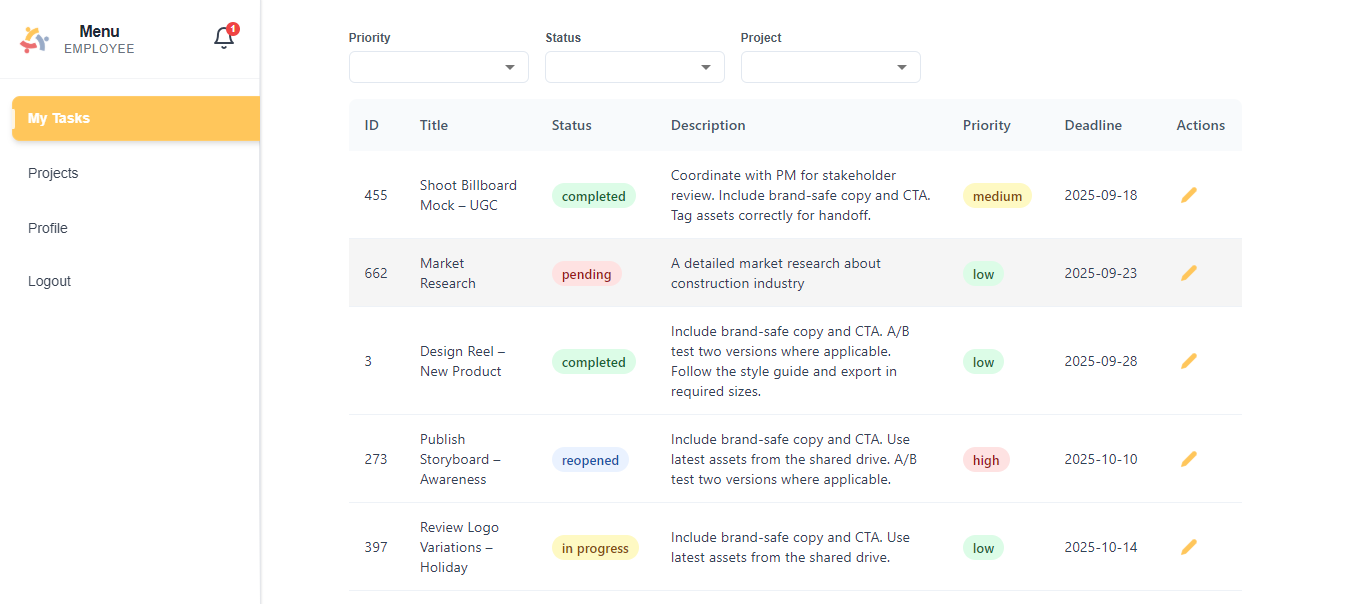 Menu
EMPLOYEE
1
My Tasks
Projects
Profile
Logout
Priority
Status
Project
ID Title Status Description Priority Deadline Actions
455
Shoot Billboard
Mock – UGC
completed
Coordinate with PM for stakeholder
review. Include brand-safe copy and CTA.
Tag assets correctly for handoff.
medium
2025-09-18
662
Market
Research
pending
A detailed market research about
construction industry
low
2025-09-23
3
Design Reel –
New Product
completed
Include brand-safe copy and CTA. A/B
test two versions where applicable.
Follow the style guide and export in
required sizes.
low
2025-09-28
273
Publish
Storyboard –
Awareness
reopened
Include brand-safe copy and CTA. Use
latest assets from the shared drive. A/B
test two versions where applicable.
high
2025-10-10
397
Review Logo
Variations –
Holiday
in progress
Include brand-safe copy and CTA. Use
latest assets from the shared drive.
low
2025-10-14